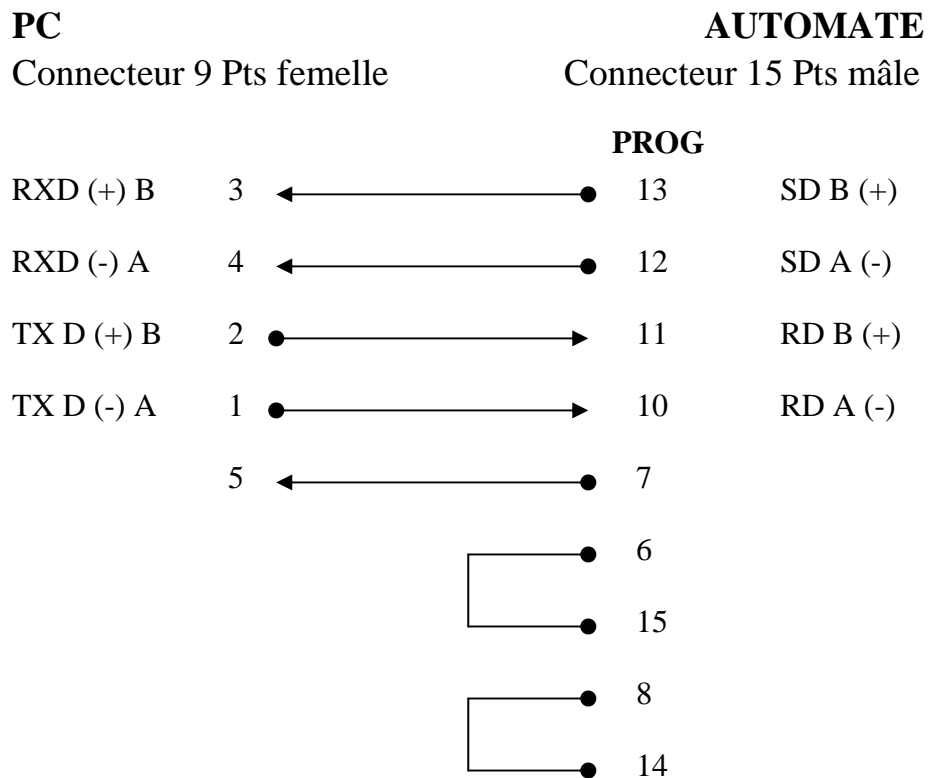 PC AUTOMATE
Connecteur 9 Pts femelle Connecteur 15 Pts mâle
PROG
RXD (+) B 3 13 SD B (+)
RXD (-) A 4 12 SD A (-)
TX D (+) B 2 11 RD B (+)
TX D (-) A 1 10 RD A (-)
5 7
6
15
8
14